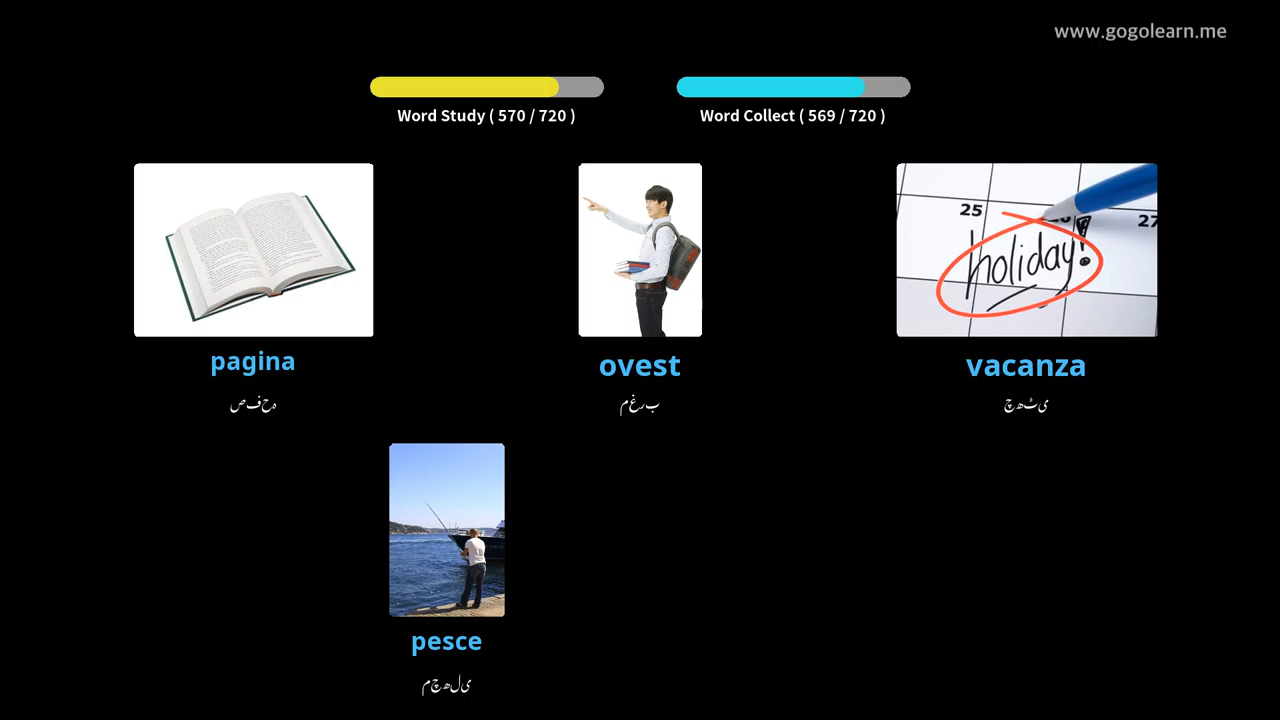 www.gogolearn.me
Word Study ( 570 / 720 )
Word Collect ( 569 / 720 )
25
27
holiday!
pagina
صفحہ
ovest
مغرب
vacanza
چھٹی
pesce
مچھلی